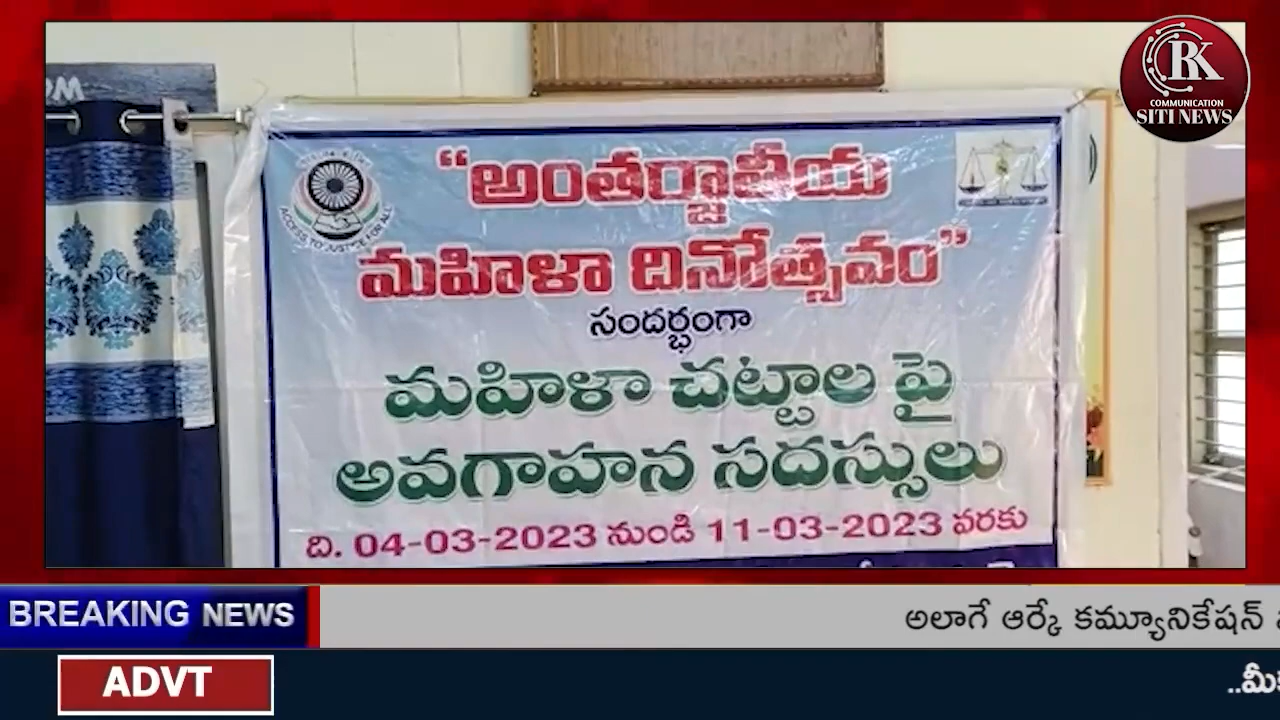 RK
COMMUNICATION
SITI NEWS
"అంతర్జాతీయ
మహిళా దినోత్సవం"
సందర్భంగా
మహిళా చట్టాల పై
అవగాహన సదస్సులు
ది. 04-03-2023 నుండి 11-03-2023 వరకు
ACCESS TO JUSTICE FOR ALL
BREAKING NEWS
అలాగే ఆర్కే కమ్యూనికేషన్
ADVT